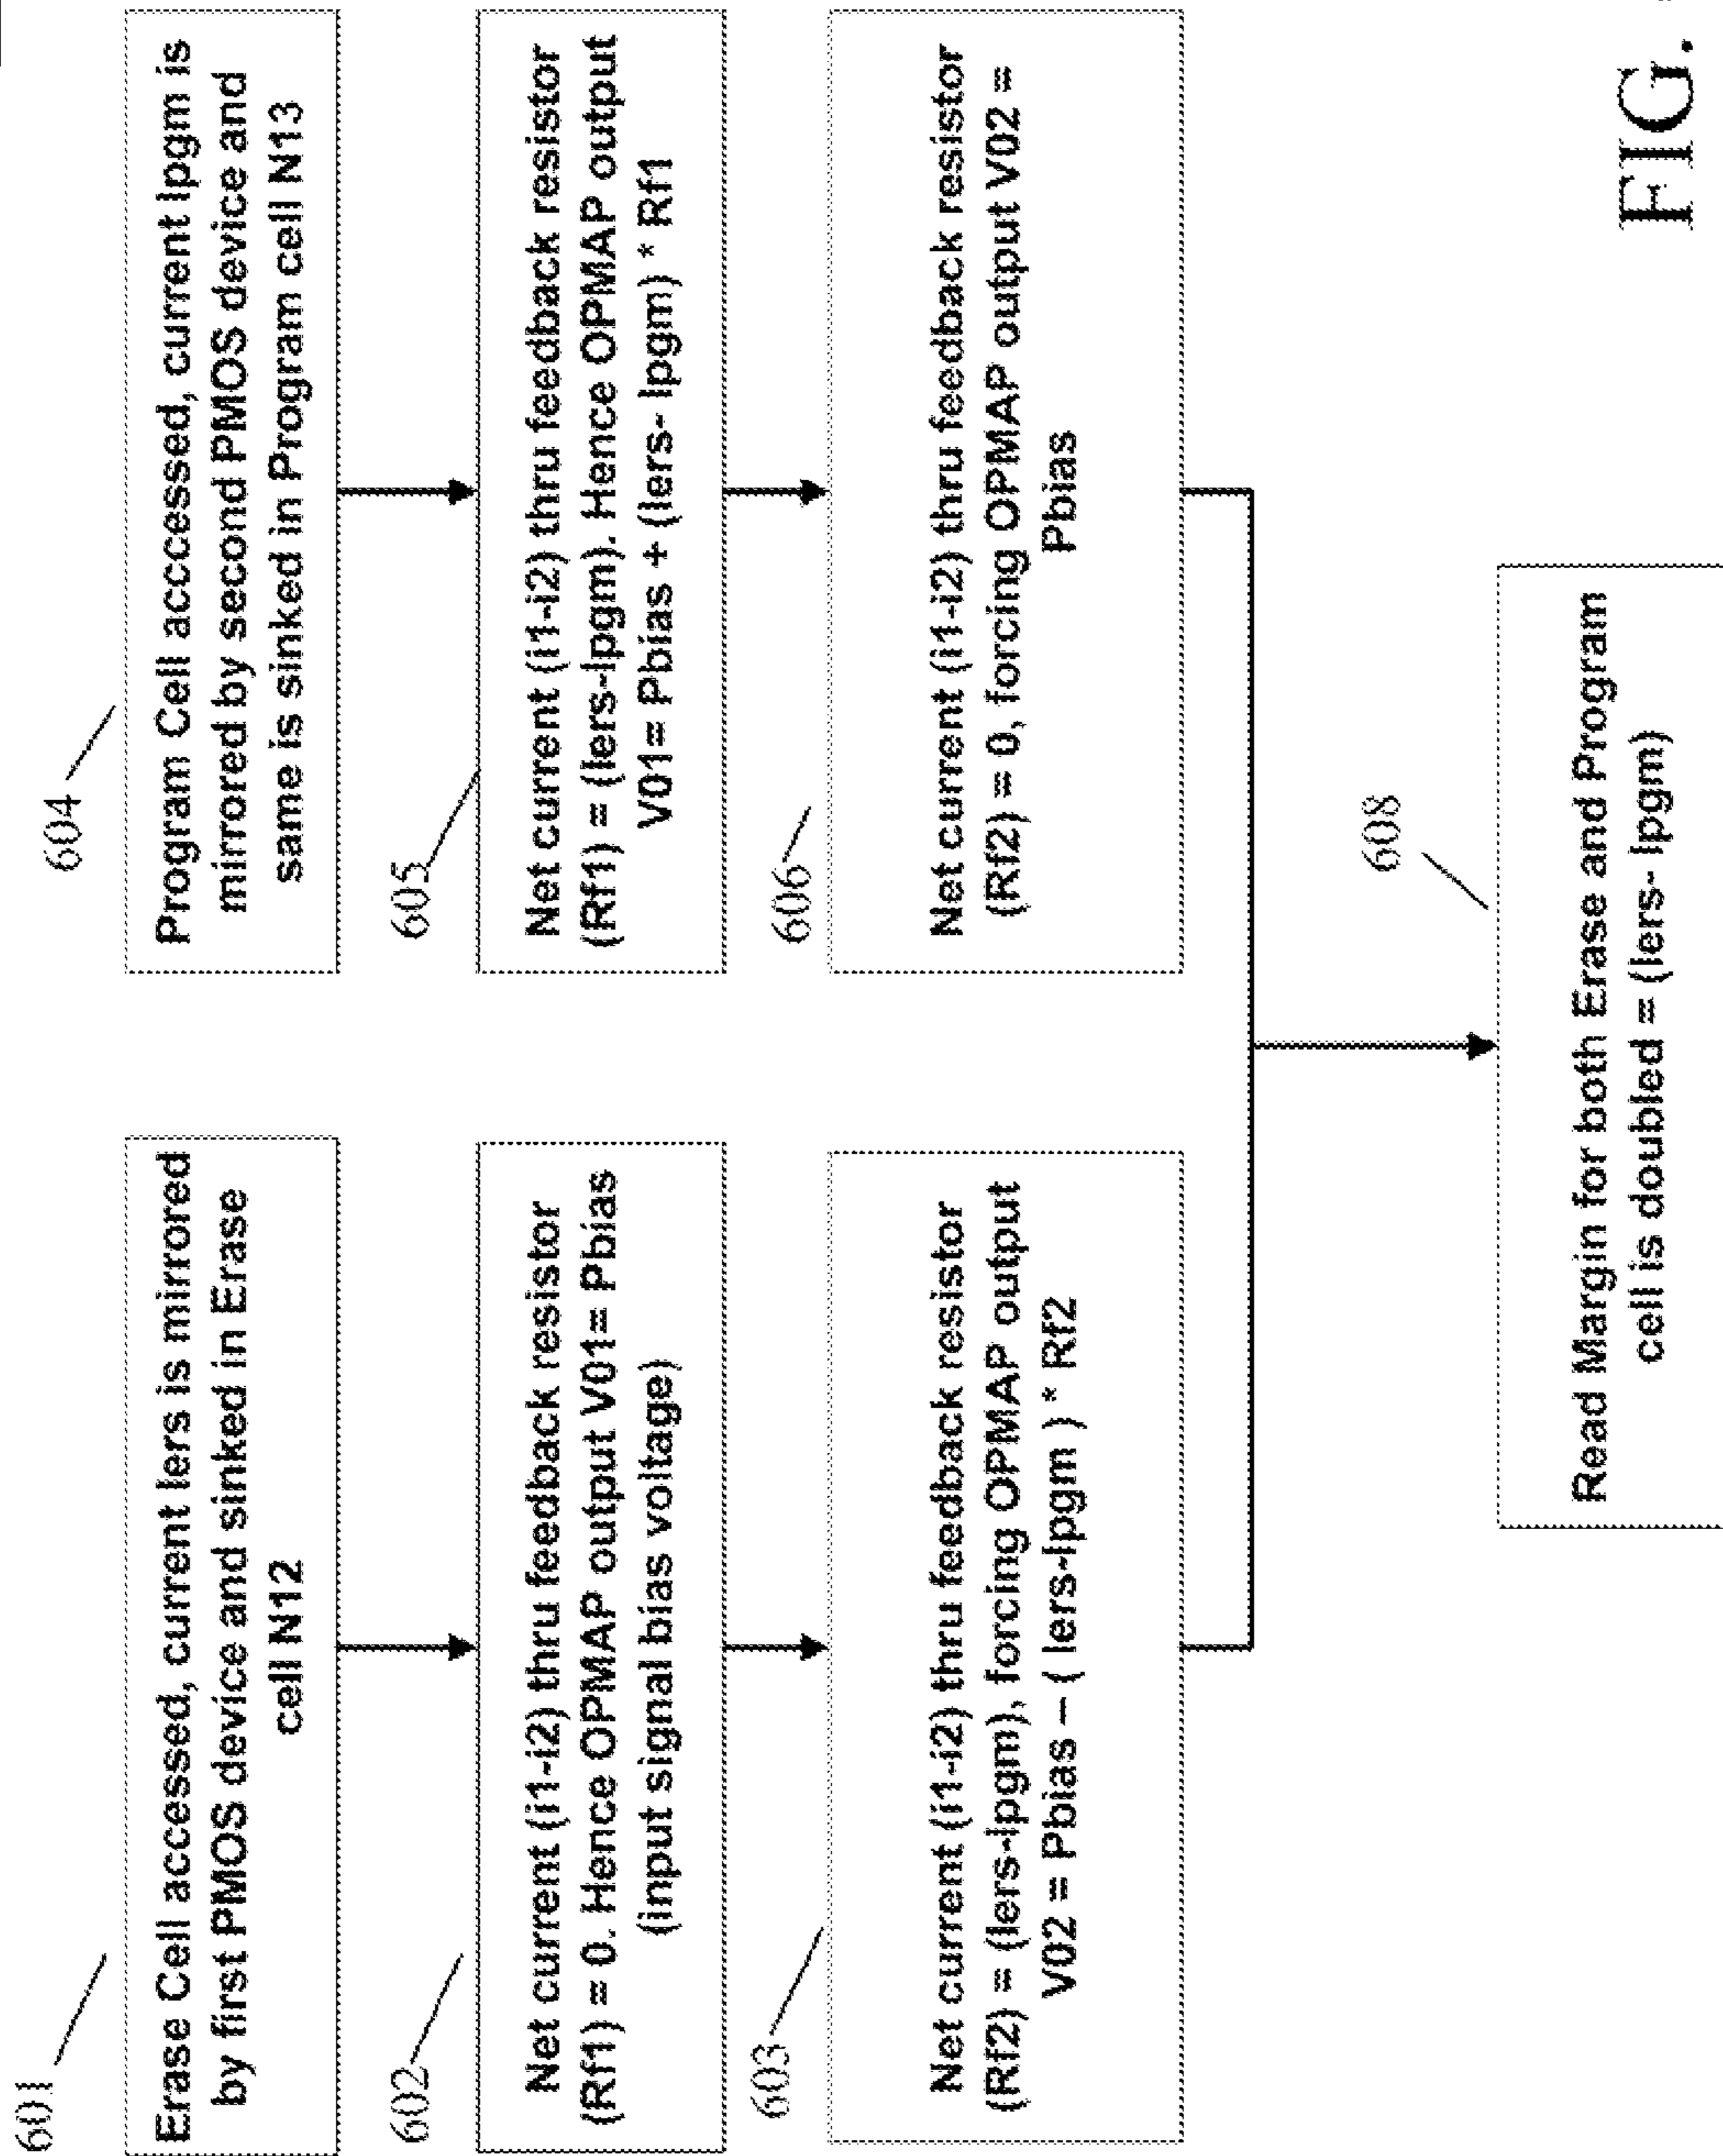 601
Erase Cell accessed, current Iers is mirrored
by first PMOS device and sinked in Erase
cell N12
602
Net current (i1-i2) thru feedback resistor
(Rf1) = 0. Hence OPMAP output V01= Pbias
(input signal bias voltage)
603
Net current (i1-i2) thru feedback resistor
(Rf2) = (Iers-Ipgm), forcing OPMAP output
V02 = Pbias – ( Iers-Ipgm ) * Rf2
604
Program Cell accessed, current Ipgm is
mirrored by second PMOS device and
same is sinked in Program cell N13
605
Net current (i1-i2) thru feedback resistor
(Rf1) = (Iers-Ipgm). Hence OPMAP output
V01= Pbias + (Iers- Ipgm) * Rf1
606
Net current (i1-i2) thru feedback resistor
(Rf2) = 0, forcing OPMAP output V02 =
Pbias
608
Read Margin for both Erase and Program
cell is doubled = (Iers- Ipgm)
FIG.